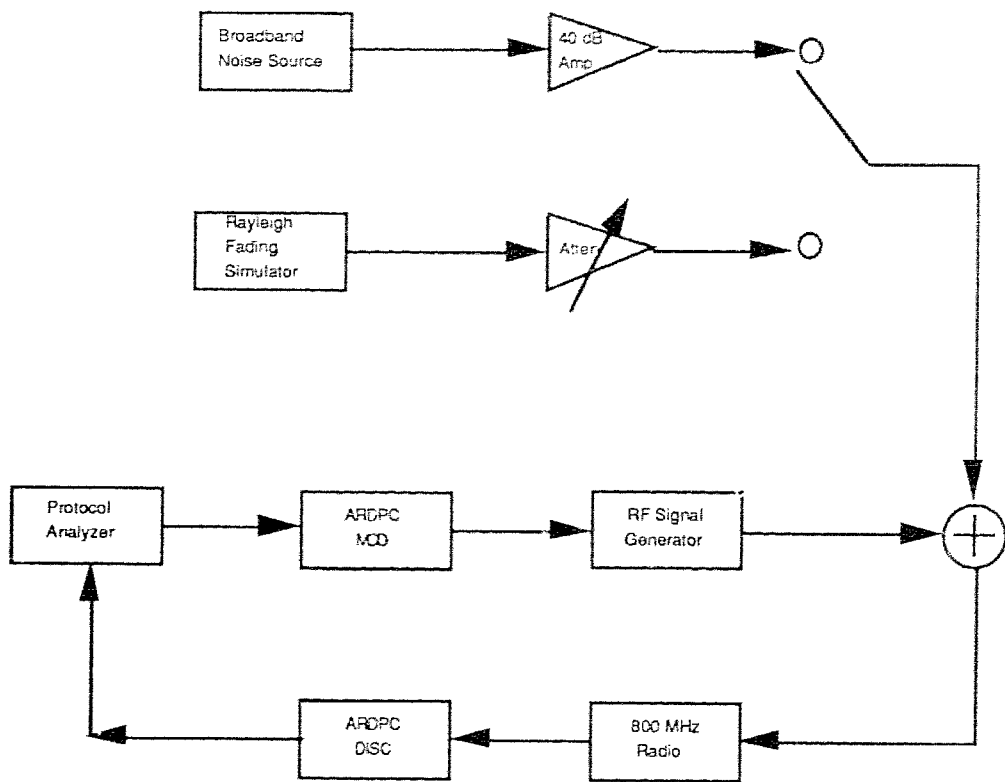 Broadband
Noise Source
40 dB
Amp
Rayleigh
Fading
Simulator
Atten
Protocol
Analyzer
ARDPC
MOD
RF Signal
Generator
ARDPC
DISC
800 MHz
Radio